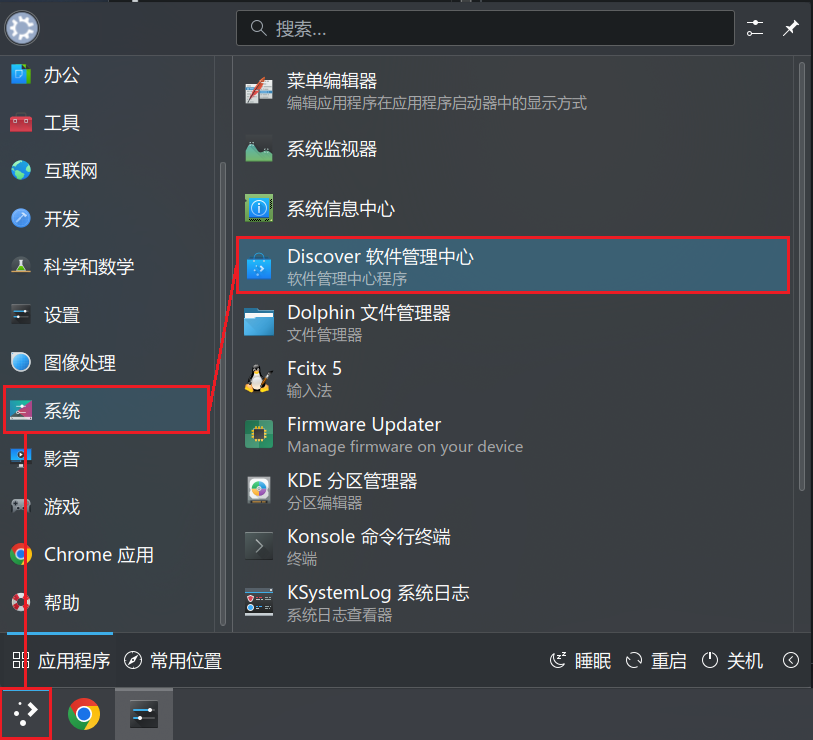 搜索...
办公
工具
互联网
开发
科学和数学
设置
图像处理
系统
影音
游戏
Chrome 应用
帮助
菜单编辑器
编辑应用程序在应用程序启动器中的显示方式
系统监视器
系统信息中心
Discover 软件管理中心
软件管理中心程序
Dolphin 文件管理器
文件管理器
Fcitx 5
输入法
Firmware Updater
Manage firmware on your device
KDE 分区管理器
分区编辑器
Konsole 命令行终端
终端
KSystemLog 系统日志
系统日志查看器
应用程序 常用位置 睡眠 重启 关机